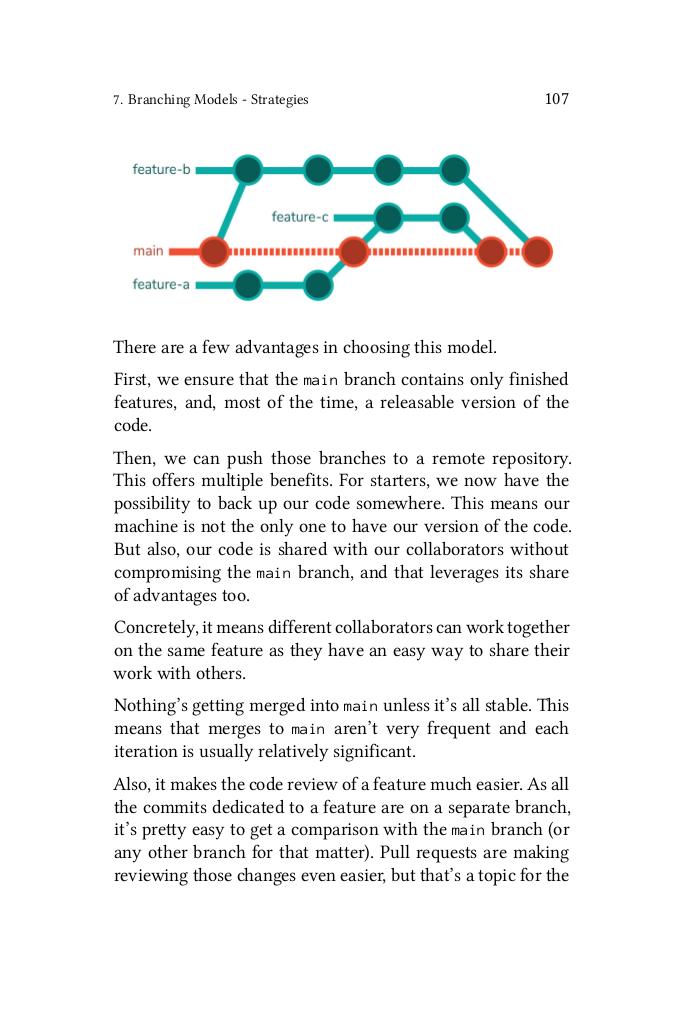 7. Branching Models - Strategies 107
feature-b
feature-c
main
feature-a
There are a few advantages in choosing this model.
First, we ensure that the main branch contains only finished
features, and, most of the time, a releasable version of the
code.
Then, we can push those branches to a remote repository.
This offers multiple benefits. For starters, we now have the
possibility to back up our code somewhere. This means our
machine is not the only one to have our version of the code.
But also, our code is shared with our collaborators without
compromising the main branch, and that leverages its share
of advantages too.
Concretely, it means different collaborators can work together
on the same feature as they have an easy way to share their
work with others.
Nothing's getting merged into main unless it's all stable. This
means that merges to main aren't very frequent and each
iteration is usually relatively significant.
Also, it makes the code review of a feature much easier. As all
the commits dedicated to a feature are on a separate branch,
it's pretty easy to get a comparison with the main branch (or
any other branch for that matter). Pull requests are making
reviewing those changes even easier, but that's a topic for the